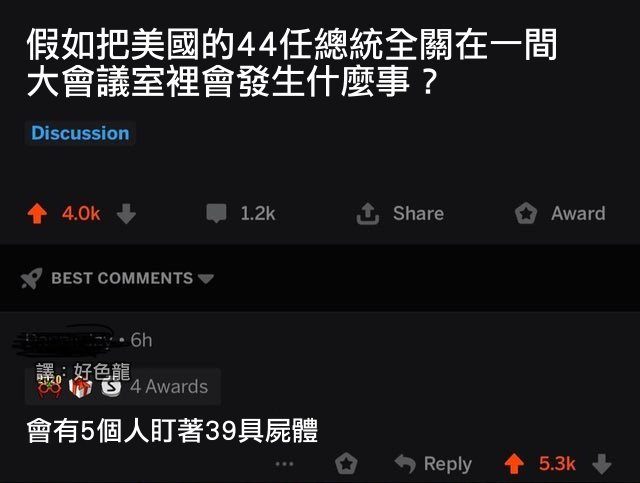 假如把美國的44任總統全關在一間
大會議室裡會發生什麼事？
Discussion
4.0k 1.2k Share Award
BEST COMMENTS
• 6h
譯：好色龍
2020 S 4 Awards
會有5個人盯著39具屍體
... Reply 5.3k